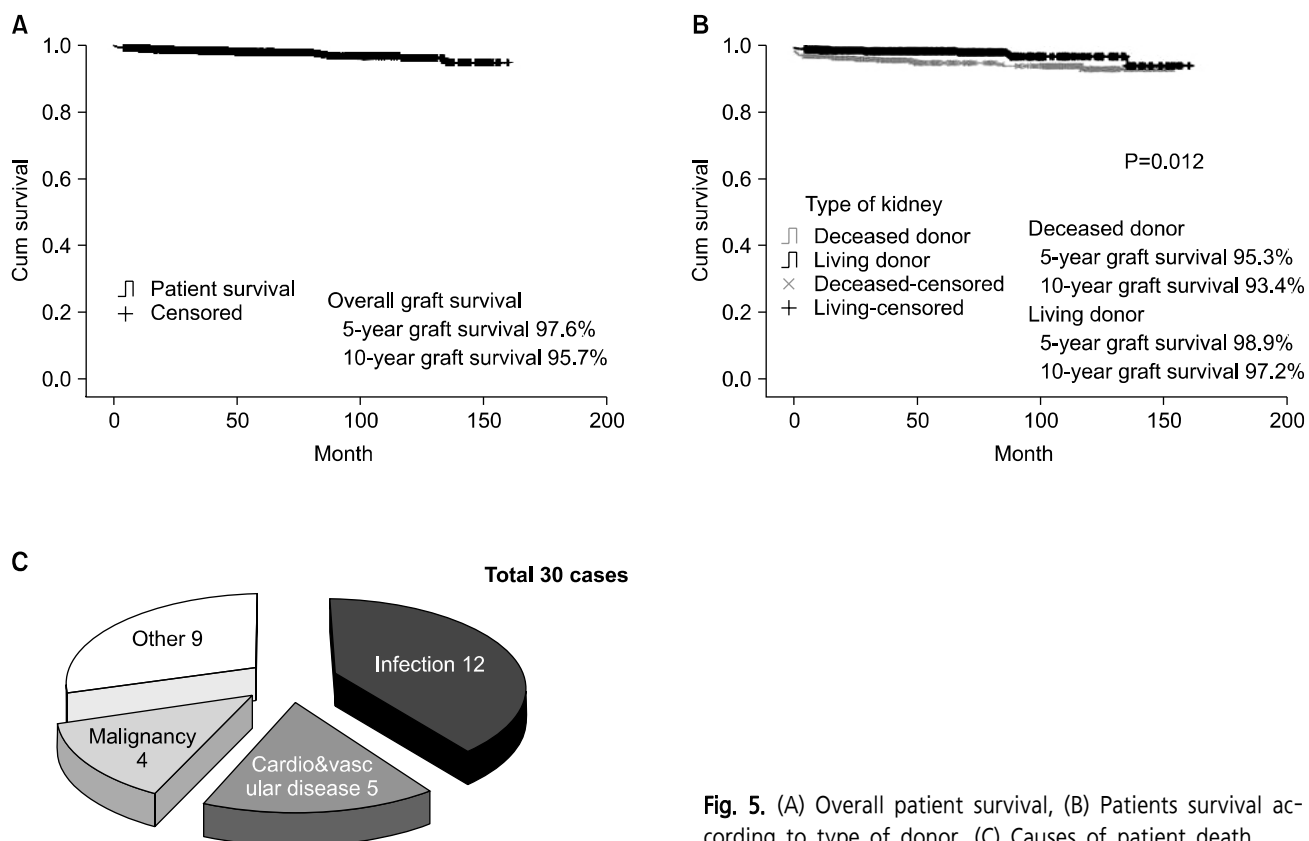 A
1.0
0.8
0.6
0.4
0.2
0.0
Cum survival
Patient survival
Censored
Overall graft survival
5-year graft survival 97.6%
10-year graft survival 95.7%
0 50 100 150 200
Month
B
1.0
0.8
0.6
0.4
0.2
0.0
Cum survival
P=0.012
Type of kidney
Deceased donor
Living donor
Deceased-censored
Living-censored
Deceased donor
5-year graft survival 95.3%
10-year graft survival 93.4%
Living donor
5-year graft survival 98.9%
10-year graft survival 97.2%
0 50 100 150 200
Month
C
Total 30 cases
Other 9
Infection 12
Malignancy
4
Cardio&vasc
ular disease 5
Fig. 5. (A) Overall patient survival, (B) Patients survival ac-
cording to type of donor, (C) Causes of patient death.